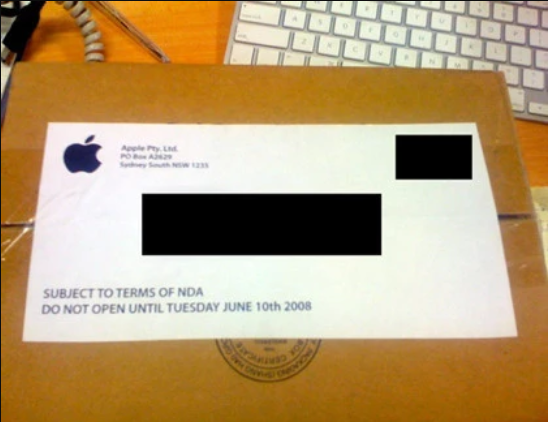 Apple Pty. Ltd.
PO Box A2629
Sydney South NSW 1235
SUBJECT TO TERMS OF NDA
DO NOT OPEN UNTIL TUESDAY JUNE 10th 2008